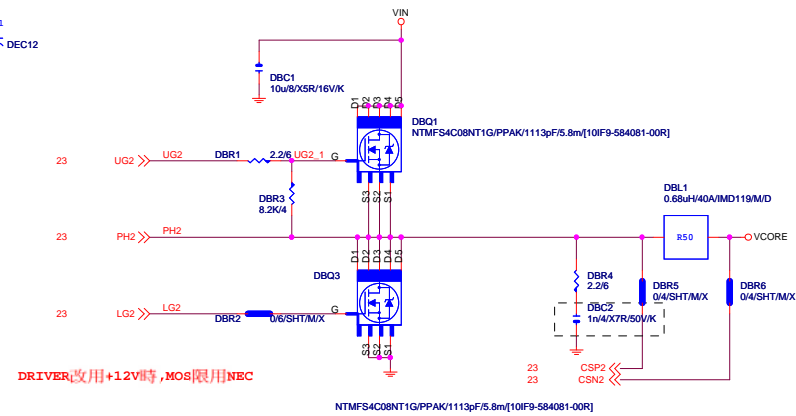 1
DEC12
VIN
DBC1
10u/8/X5R/16V/K
D1 D2 D3 D4 D5
DBQ1
NTMFS4C08NT1G/PPAK/1113pF/5.8m/[10IF9-584081-00R]
23 UG2 UG2 DBR1 2.2/6 UG2_1 G
DBR3
8.2K/4
S3 S2 S1
DBL1
0.68uH/40A/IMD119/M/D
R50
VCORE
23 PH2 PH2
D1 D2 D3 D4 D5
DBQ3
DBR4
2.2/6
DBR5
0/4/SHT/M/X
DBR6
0/4/SHT/M/X
23 LG2 LG2 DBR2 0/6/SHT/M/X G
DBC2
1n/4/X7R/50V/K
S3 S2 S1
23 CSP2
23 CSN2
DRIVER改用+12V時,MOS限用NEC
NTMFS4C08NT1G/PPAK/1113pF/5.8m/[10IF9-584081-00R]